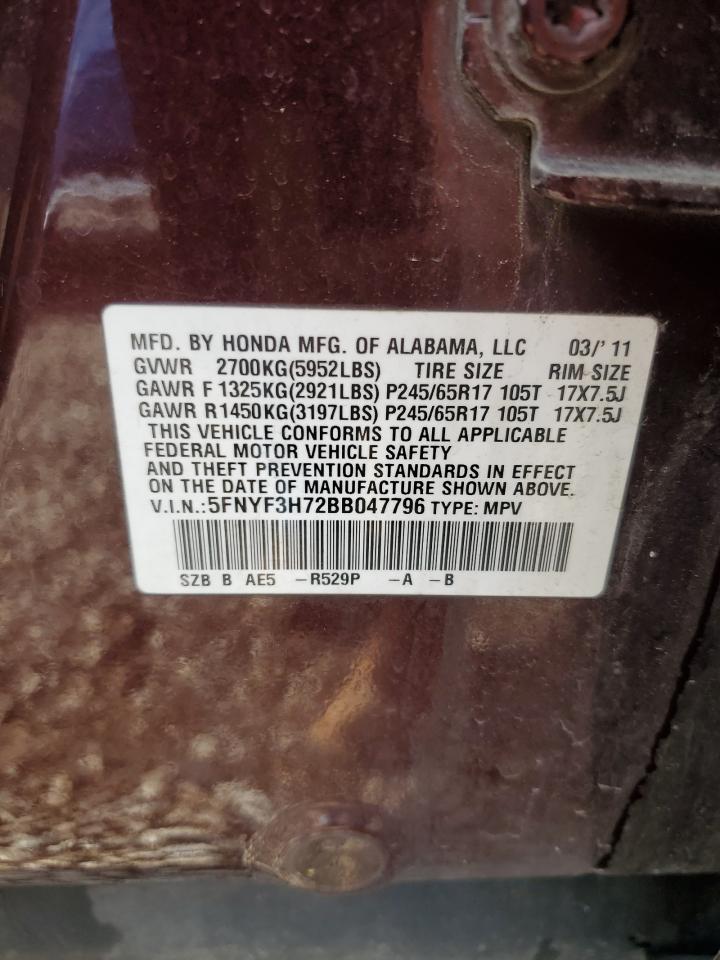 MFD. BY HONDA MFG. OF ALABAMA, LLC 03/'11
GVWR 2700KG(5952LBS) TIRE SIZE RIM SIZE
GAWR F 1325KG(2921LBS) P245/65R17 105T 17X7.5J
GAWR R1450KG(3197LBS) P245/65R17 105T 17X7.5J
THIS VEHICLE CONFORMS TO ALL APPLICABLE
FEDERAL MOTOR VEHICLE SAFETY
AND THEFT PREVENTION STANDARDS IN EFFECT
ON THE DATE OF MANUFACTURE SHOWN ABOVE.
V.I.N.:5FNYF3H72BB047796 TYPE: MPV
SZB B AE5 -R529P -A -B